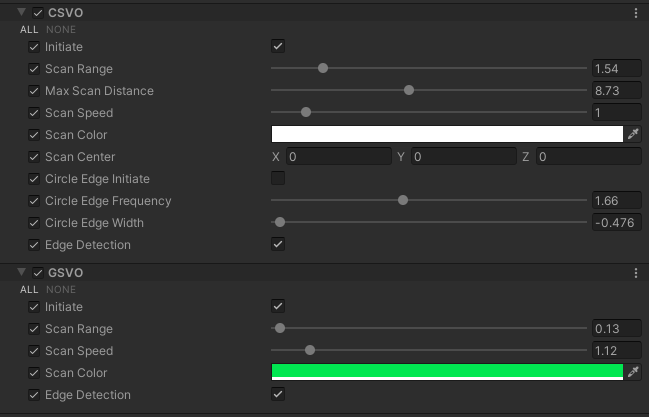 CSVO
ALL NONE
Initiate
Scan Range 1.54
Max Scan Distance 8.73
Scan Speed 1
Scan Color
Scan Center X 0 Y 0 Z 0
Circle Edge Initiate
Circle Edge Frequency 1.66
Circle Edge Width -0.476
Edge Detection
GSVO
ALL NONE
Initiate
Scan Range 0.13
Scan Speed 1.12
Scan Color
Edge Detection